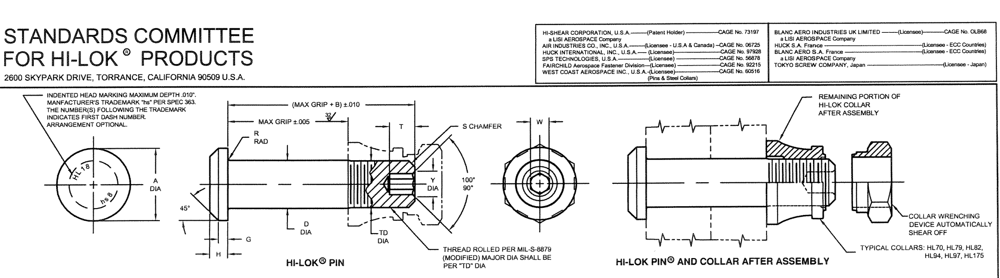 STANDARDS COMMITTEE
FOR HI-LOK ® PRODUCTS
2600 SKYPARK DRIVE, TORRANCE, CALIFORNIA 90509 U.S.A.
HI-SHEAR CORPORATION, U.S.A.——(Patent Holder)——CAGE No. 73197
a LISI AEROSPACE Company
AIR INDUSTRIES CO., INC., U.S.A.——(Licensee - U.S.A & Canada)—CAGE No. 06725
HUCK INTERNATIONAL, INC., U.S.A.——(Licensee)——CAGE No. 97928
SPS TECHNOLOGIES, U.S.A.——(Licensee)——CAGE No. 56878
FAIRCHILD Aerospace Fastener Division—(Licensee)——CAGE No. 92215
WEST COAST AEROSPACE INC., U.S.A.-(Licensee)——CAGE No. 60516
(Pins & Steel Collars)
BLANC AERO INDUSTRIES UK LIMITED——(Licensee)——CAGE No. OLB68
a LISI AEROSPACE Company
HUCK S.A. France——(Licensee - ECC Countries)
BLANC AERO S.A. France——(Licensee - ECC Countries)
a LISI AEROSPACE Company
TOKYO SCREW COMPANY, Japan——(Licensee - Japan)
INDENTED HEAD MARKING MAXIMUM DEPTH .010".
MANFACTURER'S TRADEMARK "hs" PER SPEC 363.
THE NUMBER(S) FOLLOWING THE TRADEMARK
INDICATES FIRST DASH NUMBER.
ARRANGEMENT OPTIONAL.
HL18
hs8
A
DIA
(MAX GRIP + B) ±.010
MAX GRIP ±.005
32
R
RAD
T
S CHAMFER
Y
DIA
100°
90°
45°
G
H
D
DIA
TD
DIA
THREAD ROLLED PER MIL-S-8879
(MODIFIED) MAJOR DIA SHALL BE
PER "TD" DIA
HI-LOK® PIN
W
REMAINING PORTION OF
HI-LOK COLLAR
AFTER ASSEMBLY
COLLAR WRENCHING
DEVICE AUTOMATICALLY
SHEAR OFF
TYPICAL COLLARS: HL70, HL79, HL82,
HL94, HL97, HL175
HI-LOK PIN® AND COLLAR AFTER ASSEMBLY